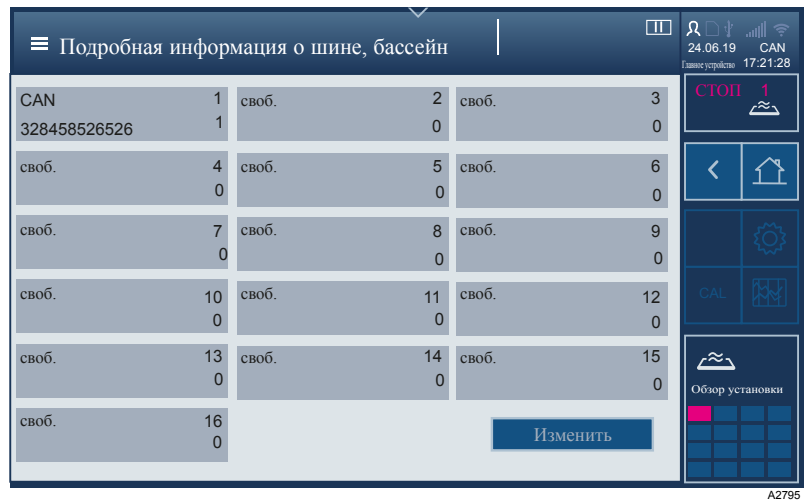 Подробная информация о шине, бассейн
24.06.19 CAN
Главное устройство 17:21:28
СТОП 1
CAN 1
328458526526 1
своб. 2
0
своб. 3
0
своб. 4
0
своб. 5
0
своб. 6
0
своб. 7
0
своб. 8
0
своб. 9
0
CAL
своб. 10
0
своб. 11
0
своб. 12
0
своб. 13
0
своб. 14
0
своб. 15
0
Обзор установки
своб. 16
0
Изменить
A2795